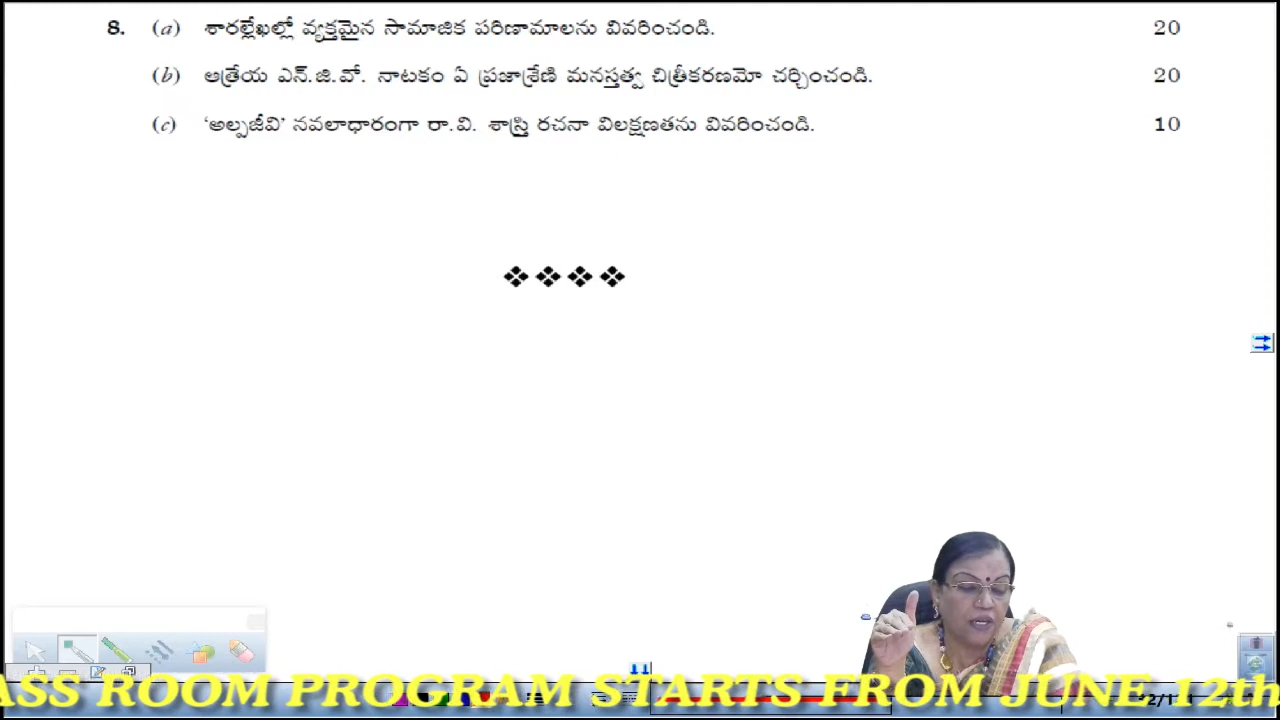 8. (a) శారల్లేఖల్లో వ్యక్తమైన సామాజిక పరిణామాలను వివరించండి. 20
(b) ఆత్రేయ ఎన్.జి.వో. నాటకం ఏ ప్రజాశ్రేణి మనస్తత్వ చిత్రీకరణమో చర్చించండి. 20
(c) ‘అల్పజీవి’ నవలాధారంగా రా.వి. శాస్త్రి రచనా విలక్షణతను వివరించండి. 10
ASS ROOM PROGRAM STARTS FROM JUNE 12th